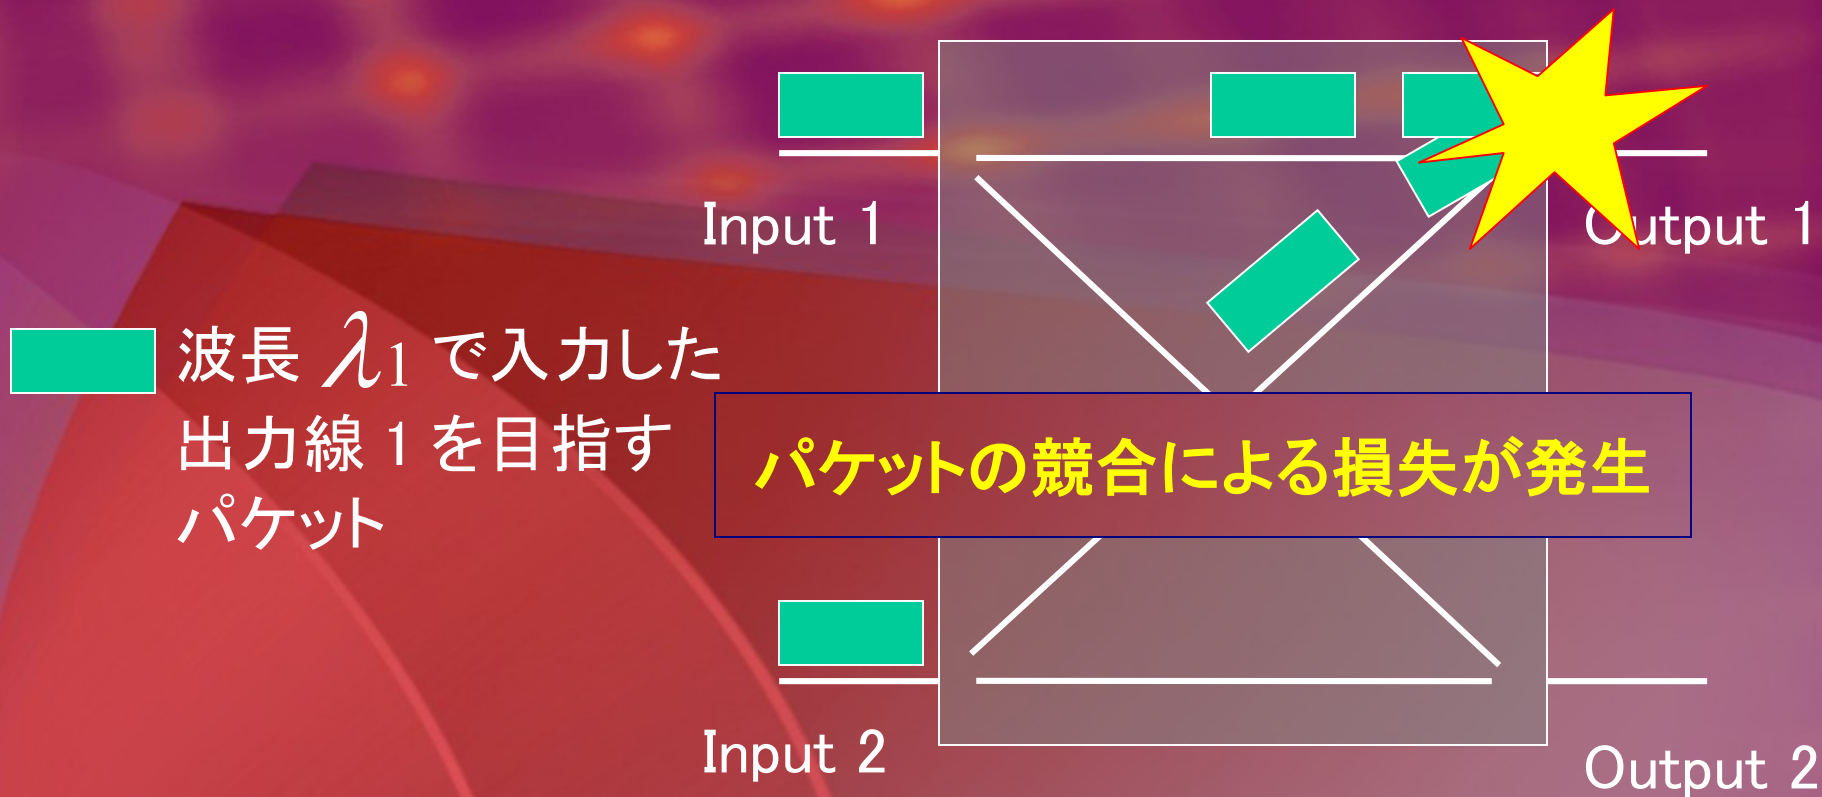 Input 1
Output 1
波長 λ1 で入力した
出力線 1 を目指す
パケット
パケットの競合による損失が発生
Input 2
Output 2